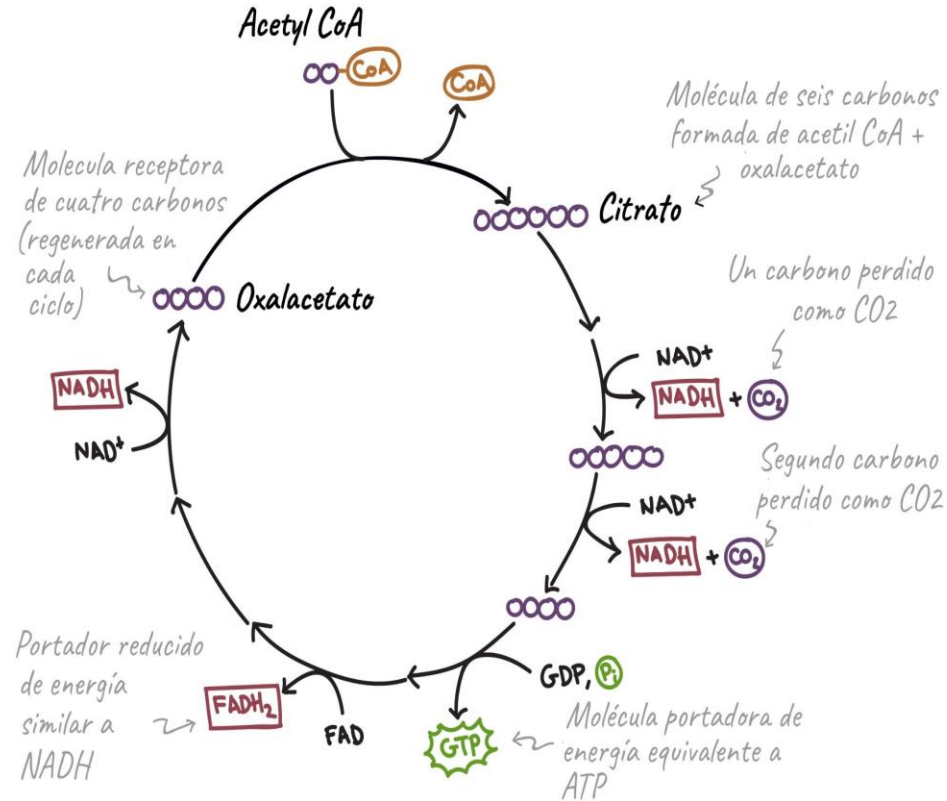 Acetyl CoA
CoA
CoA
Molécula de seis carbonos
formada de acetil CoA +
oxalacetato
Citrato
Molecula receptora
de cuatro carbonos
(regenerada en
cada
ciclo)
Oxalacetato
Un carbono perdido
como CO2
NAD+
NADH + CO₂
Segundo carbono
perdido como CO2
NAD+
NADH + CO₂
GDP, Pi
GTP
Molécula portadora de
energía equivalente a
ATP
FAD
FADH₂
Portador reducido
de energía
similar a
NADH
NAD+
NADH